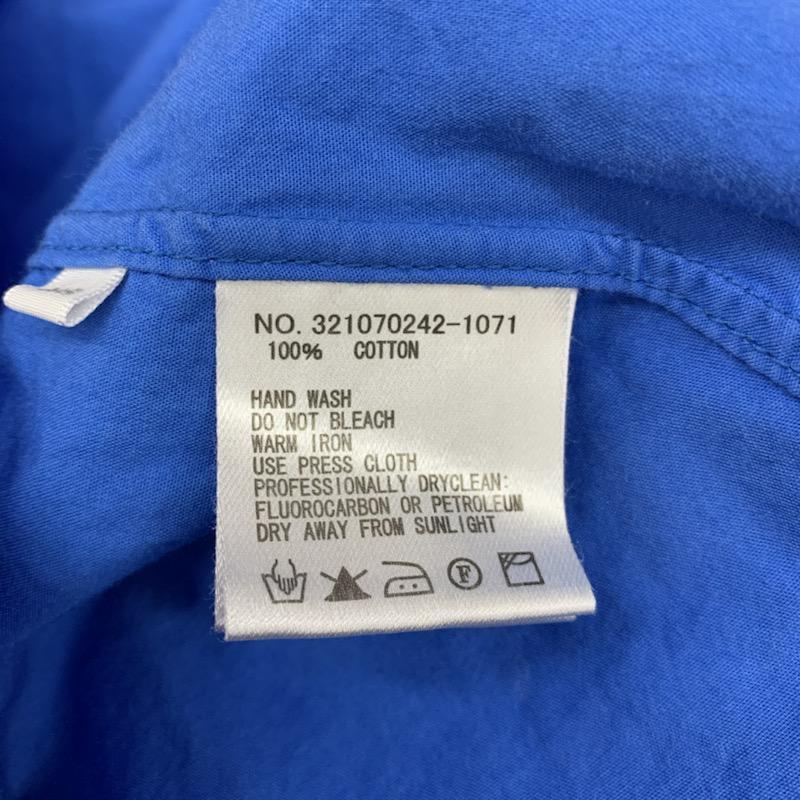 NO. 321070242-1071
100% COTTON
HAND WASH
DO NOT BLEACH
WARM IRON
USE PRESS CLOTH
PROFESSIONALLY DRYCLEAN:
FLUOROCARBON OR PETROLEUM
DRY AWAY FROM SUNLIGHT
F